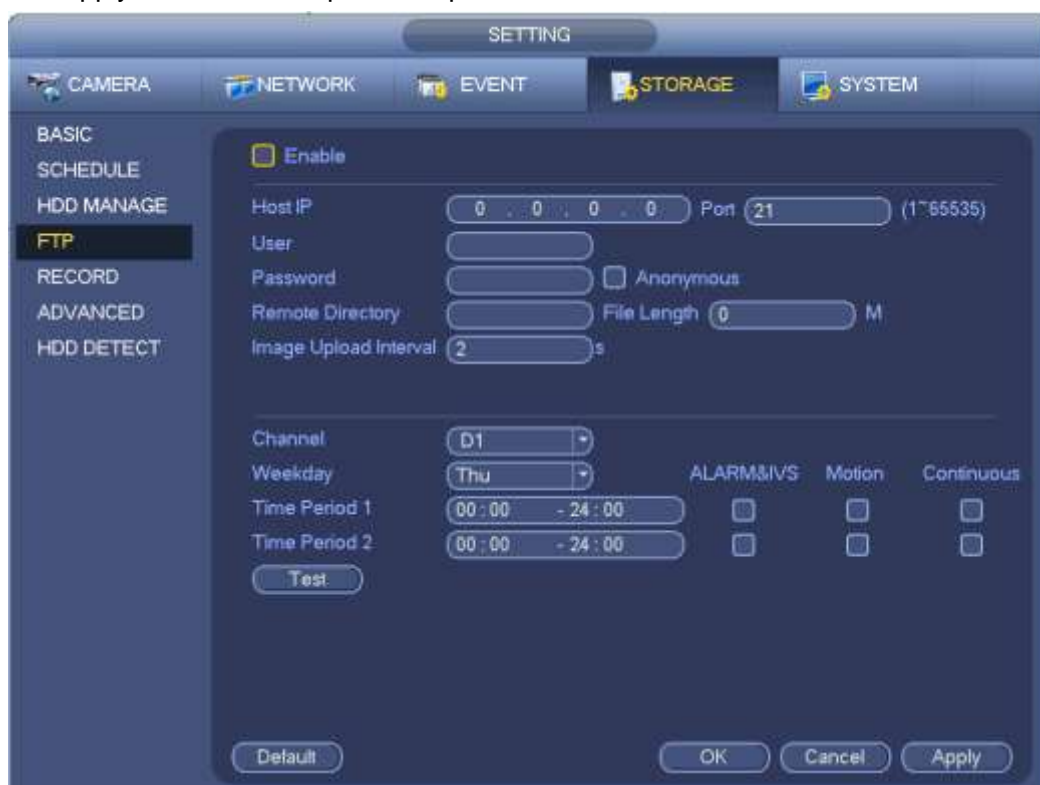 SETTING
CAMERA NETWORK EVENT STORAGE SYSTEM
BASIC
SCHEDULE
HDD MANAGE
FTP
RECORD
ADVANCED
HDD DETECT
Enable
Host IP 0 . 0 . 0 . 0 Port 21 (1~65535)
User
Password Anonymous
Remote Directory File Length 0 M
Image Upload Interval 2 s
Channel D1
Weekday Thu ALARM&IVS Motion Continuous
Time Period 1 00 : 00 - 24 : 00
Time Period 2 00 : 00 - 24 : 00
Test
Default OK Cancel Apply